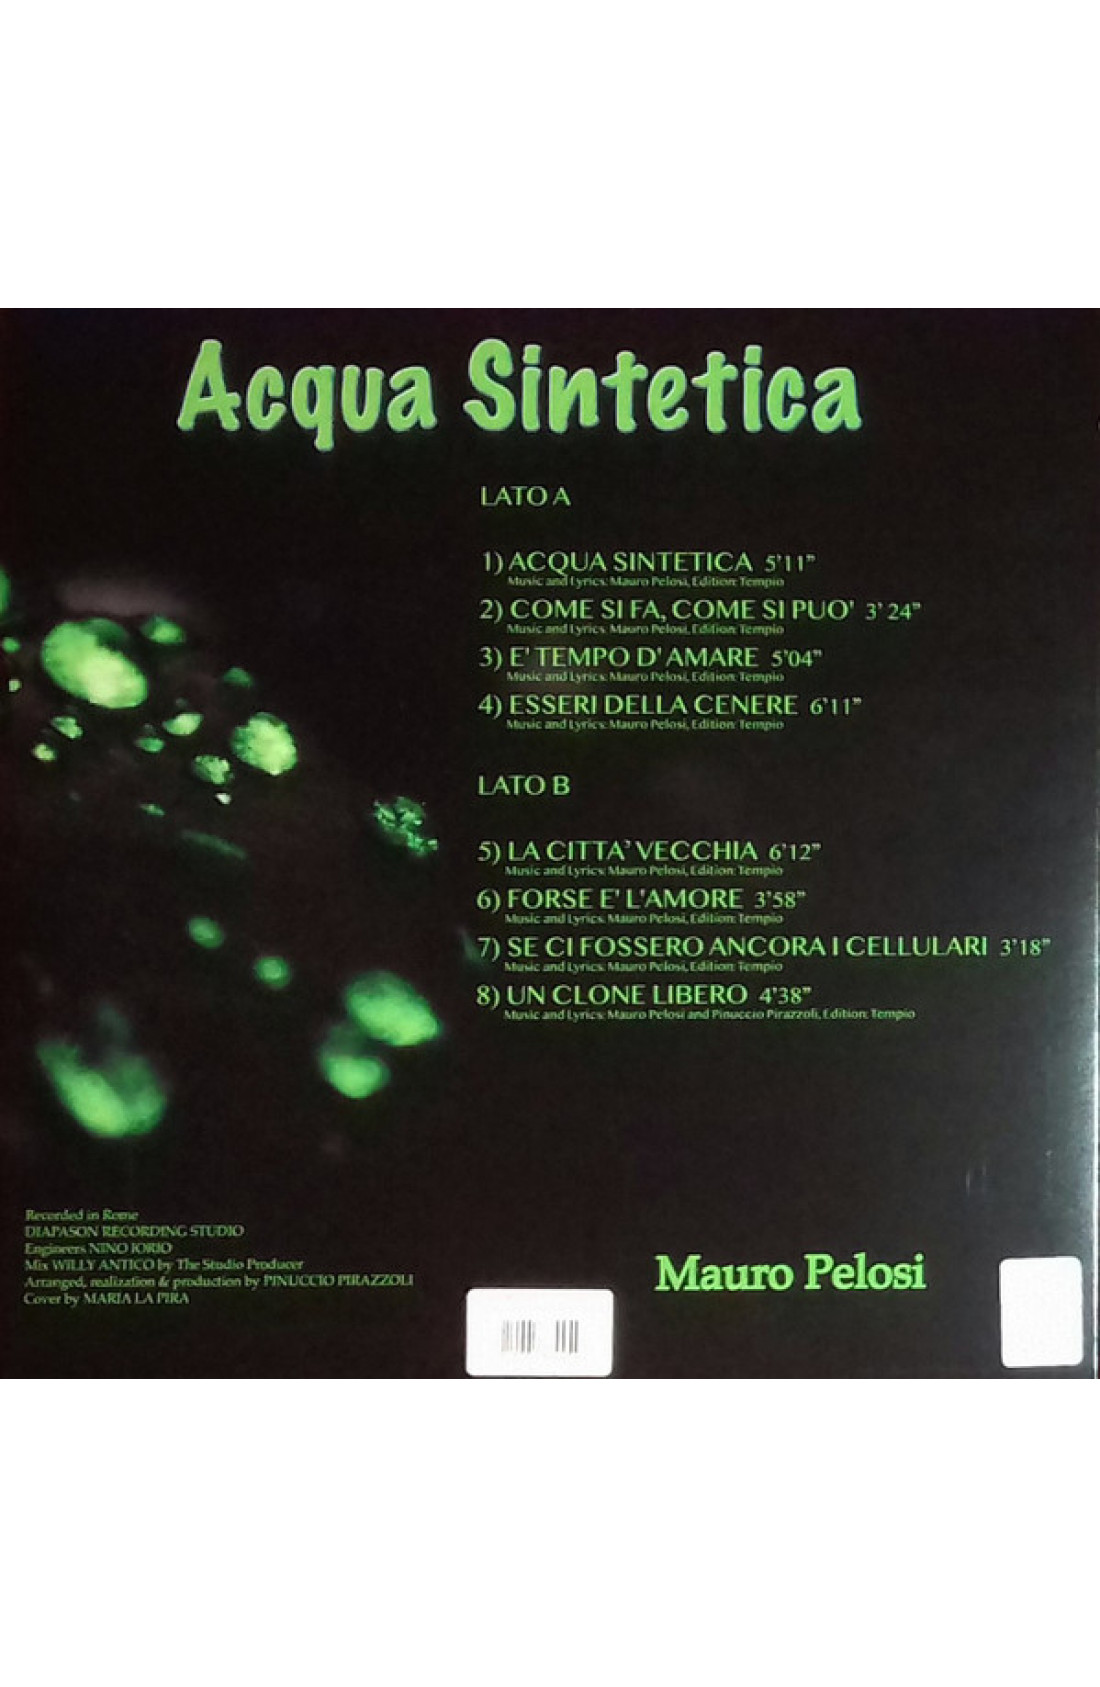 Acqua Sintetica
LATO A
1) ACQUA SINTETICA 5'11"
Music and Lyrics: Mauro Pelosi, Edition: Tempio
2) COME SI FA, COME SI PUO' 3'24"
Music and Lyrics: Mauro Pelosi, Edition: Tempio
3) E' TEMPO D' AMARE 5'04"
Music and Lyrics: Mauro Pelosi, Edition: Tempio
4) ESSERI DELLA CENERE 6'11"
Music and Lyrics: Mauro Pelosi, Edition: Tempio
LATO B
5) LA CITTA' VECCHIA 6'12"
Music and Lyrics: Mauro Pelosi, Edition: Tempio
6) FORSE E' L'AMORE 3'58"
Music and Lyrics: Mauro Pelosi, Edition: Tempio
7) SE CI FOSSERO ANCORA I CELLULARI 3'18"
Music and Lyrics: Mauro Pelosi, Edition: Tempio
8) UN CLONE LIBERO 4'38"
Music and Lyrics: Mauro Pelosi and Pinuccio Pirazzoli, Edition: Tempio
Recorded in Rome
DIAPASON RECORDING STUDIO
Engineers NINO IORIO
Mix WILLY ANTICO by The Studio Producer
Arranged, realization & production by PINUCCIO PIRAZZOLI
Cover by MARIA LA PIRA
Mauro Pelosi